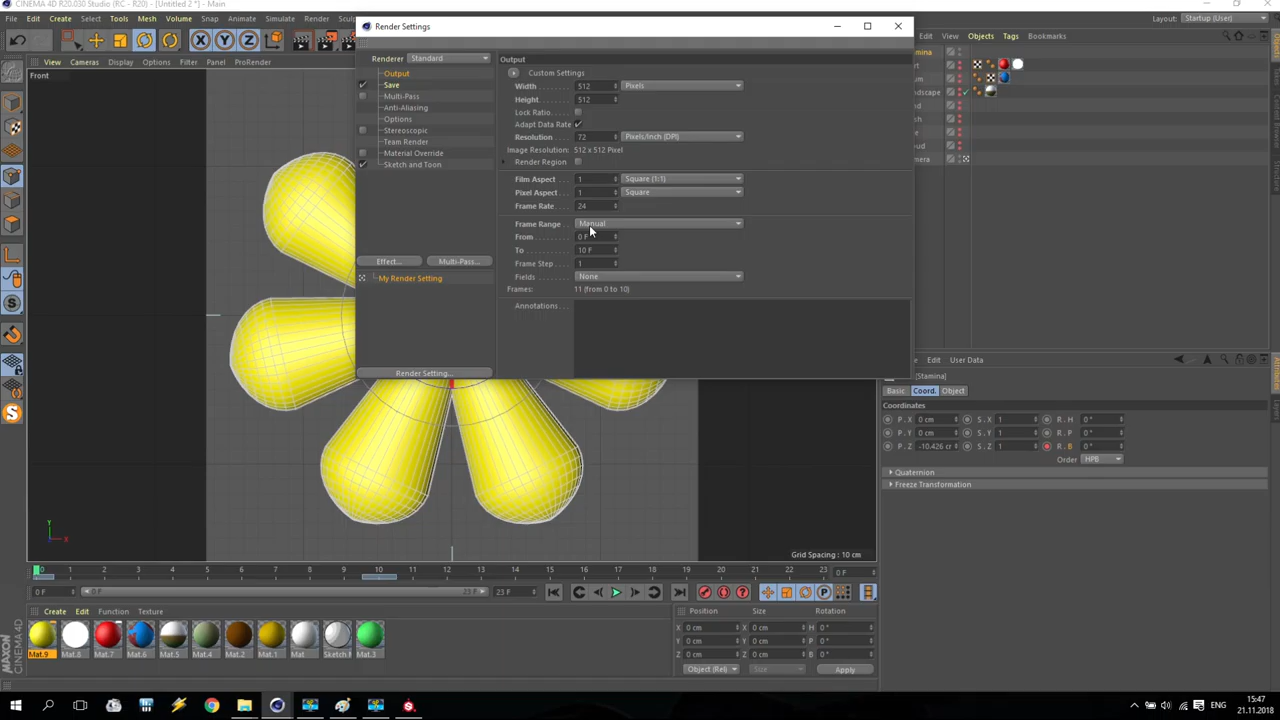 CINEMA 4D R20.030 Studio (RC - R20) - [Untitled 2 *] - Main
File Edit Create Select Tools Mesh Volume Snap Animate Simulate Render
Layout: Startup (User)
Render Settings
View Objects Tags Bookmarks
View Cameras Display Options Filter Panel ProRender
Front
Renderer Standard
Output
Save
Multi-Pass
Anti-Aliasing
Options
Stereoscopic
Team Render
Material Override
Sketch and Toon
Effect... Multi-Pass...
My Render Setting
Render Setting...
Output
Custom Settings
Width 512 Pixels
Height 512
Lock Ratio
Adapt Data Rate
Resolution 72 Pixels/Inch (DPI)
Image Resolution: 512 x 512 Pixel
Render Region
Film Aspect 1 Square (1:1)
Pixel Aspect 1 Square
Frame Rate 24
Frame Range Manual
From 0 F
To 10 F
Frame Step 1
Fields None
Frames: 11 (from 0 to 10)
Annotations
Edit User Data
[Stamina]
Basic Coord. Object
Coordinates
P . X 0 cm S . X 1 R . H 0 °
P . Y 0 cm S . Y 1 R . P 0 °
P . Z -10.426 cr S . Z 1 R . B 0 °
Order HPB
Quaternion
Freeze Transformation
Y
X
Grid Spacing : 10 cm
0 1 2 3 4 5 6 7 8 9 10 11 12 13 14 15 16 17 18 19 20 21 22 23 0 F
0 F 0 F 23 F 23 F
Create Edit Function Texture
Mat.9 Mat.8 Mat.7 Mat.6 Mat.5 Mat.4 Mat.2 Mat.1 Mat Sketch Mat.3
Position Size Rotation
X 0 cm X 0 cm H 0 °
Y 0 cm Y 0 cm P 0 °
Z 0 cm Z 0 cm B 0 °
Object (Rel) Size Apply
MAXON CINEMA 4D
ENG
15:47
21.11.2018